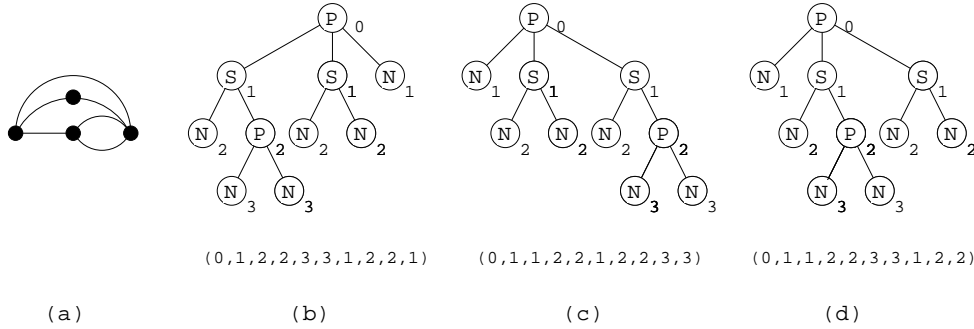 P 0 P 0 P 0
S 1 S 1 N 1 N 1 S 1 S 1 N 1 S 1 S 1
N 2 P 2 N 2 N 2 N 2 N 2 N 2 P 2 N 2 P 2 N 2 N 2
N 3 N 3 N 3 N 3 N 3 N 3
(0,1,2,2,3,3,1,2,2,1) (0,1,1,2,2,1,2,2,3,3) (0,1,1,2,2,3,3,1,2,2)
(a) (b) (c) (d)